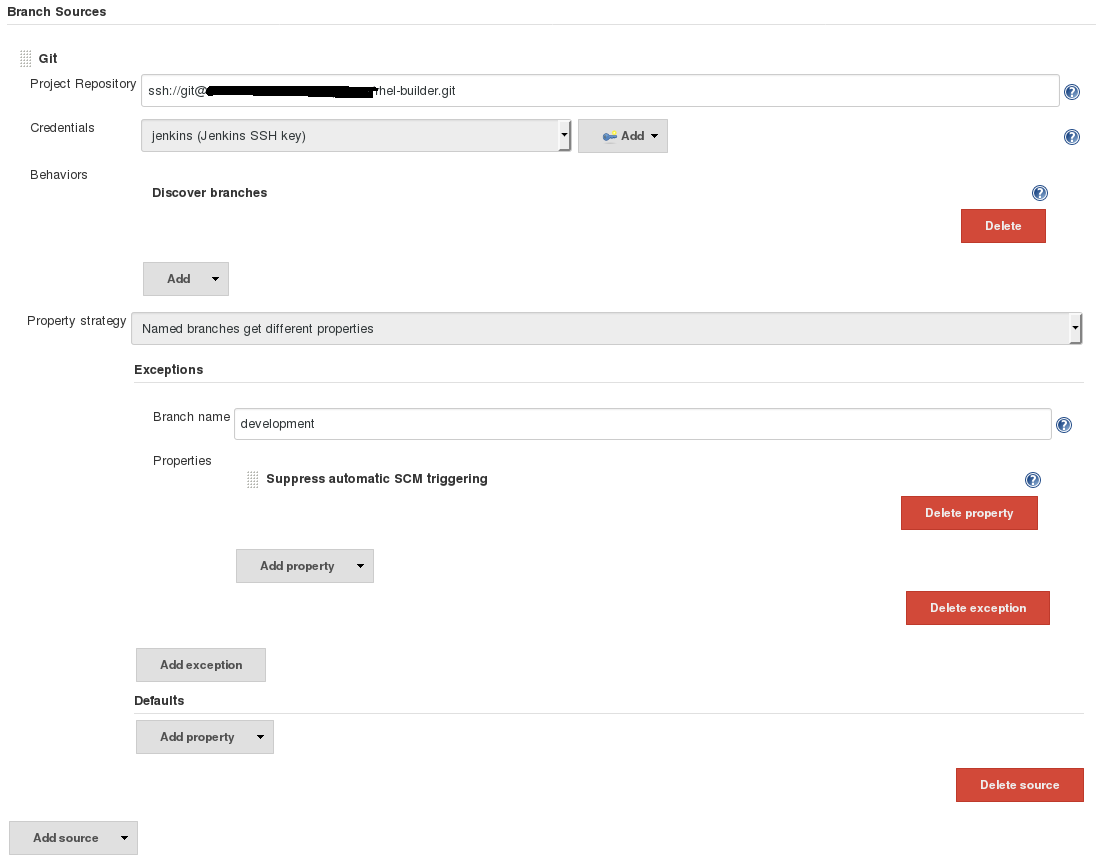 Branch Sources
Git
Project Repository
ssh://git@ hel-builder.git
Credentials
jenkins (Jenkins SSH key)
Add
Behaviors
Discover branches
Delete
Add
Property strategy
Named branches get different properties
Exceptions
Branch name
development
Properties
Suppress automatic SCM triggering
Delete property
Add property
Delete exception
Add exception
Defaults
Add property
Delete source
Add source